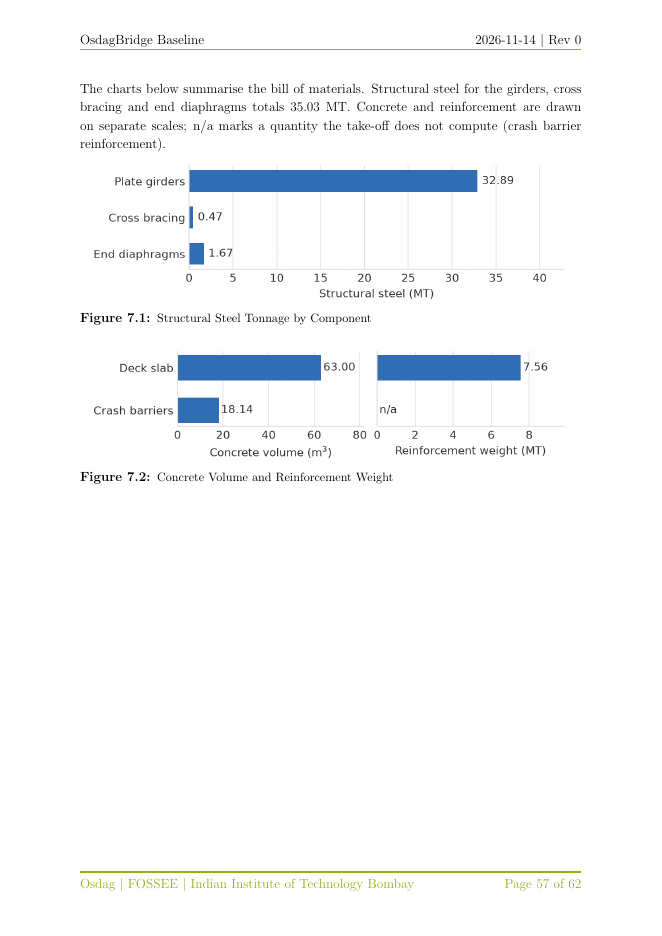 OsdagBridge Baseline 2026-11-14 | Rev 0
The charts below summarise the bill of materials. Structural steel for the girders, cross
bracing and end diaphragms totals 35.03 MT. Concrete and reinforcement are drawn
on separate scales; n/a marks a quantity the take-off does not compute (crash barrier
reinforcement).
Plate girders 32.89
Cross bracing 0.47
End diaphragms 1.67
0 5 10 15 20 25 30 35 40
Structural steel (MT)
Figure 7.1: Structural Steel Tonnage by Component
Deck slab 63.00 7.56
Crash barriers 18.14 n/a
0 20 40 60 80 0 2 4 6 8
Concrete volume (m³) Reinforcement weight (MT)
Figure 7.2: Concrete Volume and Reinforcement Weight
Osdag | FOSSEE | Indian Institute of Technology Bombay Page 57 of 62